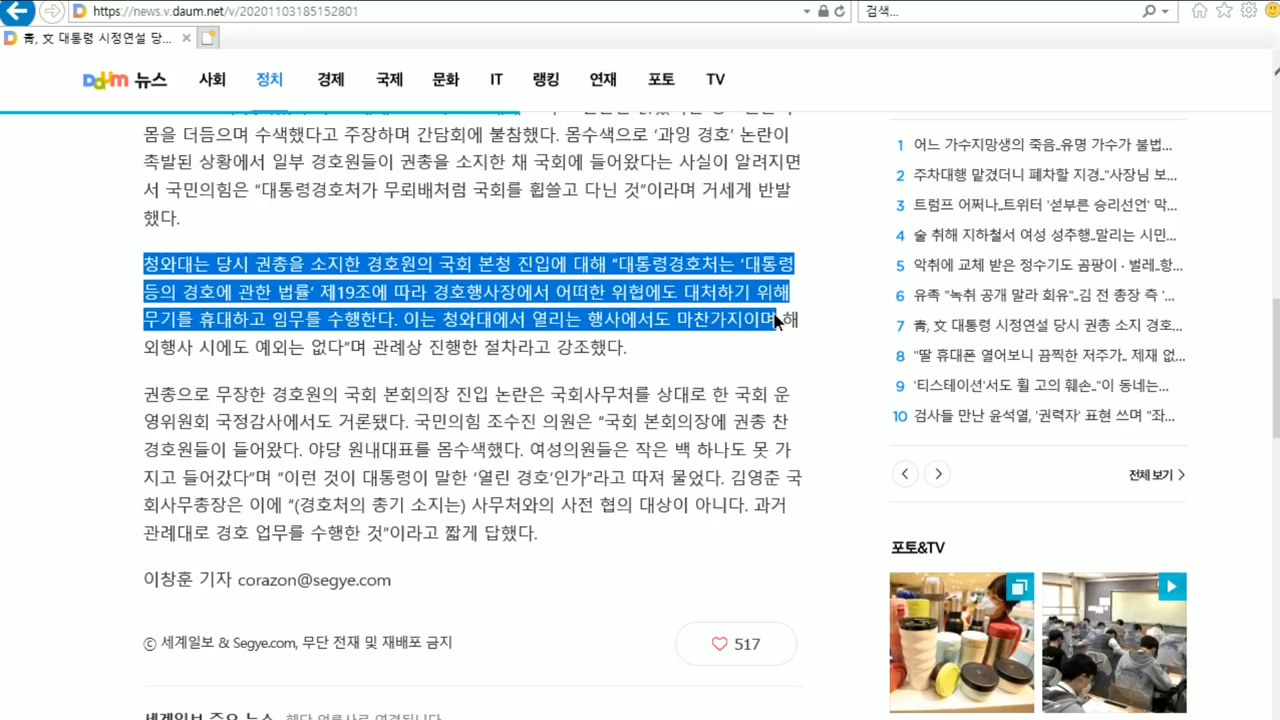 https://news.v.daum.net/v/20201103185152801
검색...
靑, 文 대통령 시정연설 당...
Daum 뉴스 사회 정치 경제 국제 문화 IT 랭킹 연재 포토 TV
몸을 더듬으며 수색했다고 주장하며 간담회에 불참했다. 몸수색으로 ‘과잉 경호’ 논란이
촉발된 상황에서 일부 경호원들이 권총을 소지한 채 국회에 들어왔다는 사실이 알려지면
서 국민의힘은 “대통령경호처가 무뢰배처럼 국회를 휩쓸고 다닌 것”이라며 거세게 반발
했다.
청와대는 당시 권총을 소지한 경호원의 국회 본청 진입에 대해 “대통령경호처는 ‘대통령
등의 경호에 관한 법률’ 제19조에 따라 경호행사장에서 어떠한 위협에도 대처하기 위해
무기를 휴대하고 임무를 수행한다. 이는 청와대에서 열리는 행사에서도 마찬가지이며 해
외행사 시에도 예외는 없다”며 관례상 진행한 절차라고 강조했다.
권총으로 무장한 경호원의 국회 본회의장 진입 논란은 국회사무처를 상대로 한 국회 운
영위원회 국정감사에서도 거론됐다. 국민의힘 조수진 의원은 “국회 본회의장에 권총 찬
경호원들이 들어왔다. 야당 원내대표를 몸수색했다. 여성의원들은 작은 백 하나도 못 가
지고 들어갔다”며 “이런 것이 대통령이 말한 ‘열린 경호’인가”라고 따져 물었다. 김영춘 국
회사무총장은 이에 “(경호처의 총기 소지는) 사무처와의 사전 협의 대상이 아니다. 과거
관례대로 경호 업무를 수행한 것”이라고 짧게 답했다.
이창훈 기자 corazon@segye.com
ⓒ 세계일보 & Segye.com, 무단 전재 및 재배포 금지
517
세계일보 주요 뉴스
1 어느 가수지망생의 죽음..유명 가수가 불법...
2 주차대행 맡겼더니 폐차할 지경.."사장님 보...
3 트럼프 어쩌나..트위터 '섣부른 승리선언' 막...
4 술 취해 지하철서 여성 성추행..말리는 시민...
5 악취에 교체 받은 정수기도 곰팡이 · 벌레..항...
6 유족 "녹취 공개 말라 회유"..김 전 총장 측 '...
7 靑, 文 대통령 시정연설 당시 권총 소지 경호...
8 "딸 휴대폰 열어보니 끔찍한 저주가.. 제재 없...
9 '티스테이션'서도 휠 고의 훼손.."이 동네는...
10 검사들 만난 윤석열, '권력자' 표현 쓰며 "좌...
전체 보기
포토&TV